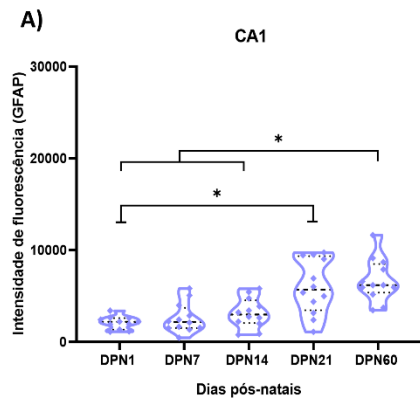 A)
CA1
Intensidade de fluorescência (GFAP)
30000
20000
10000
0
*
*
DPN1 DPN7 DPN14 DPN21 DPN60
Dias pós-natais